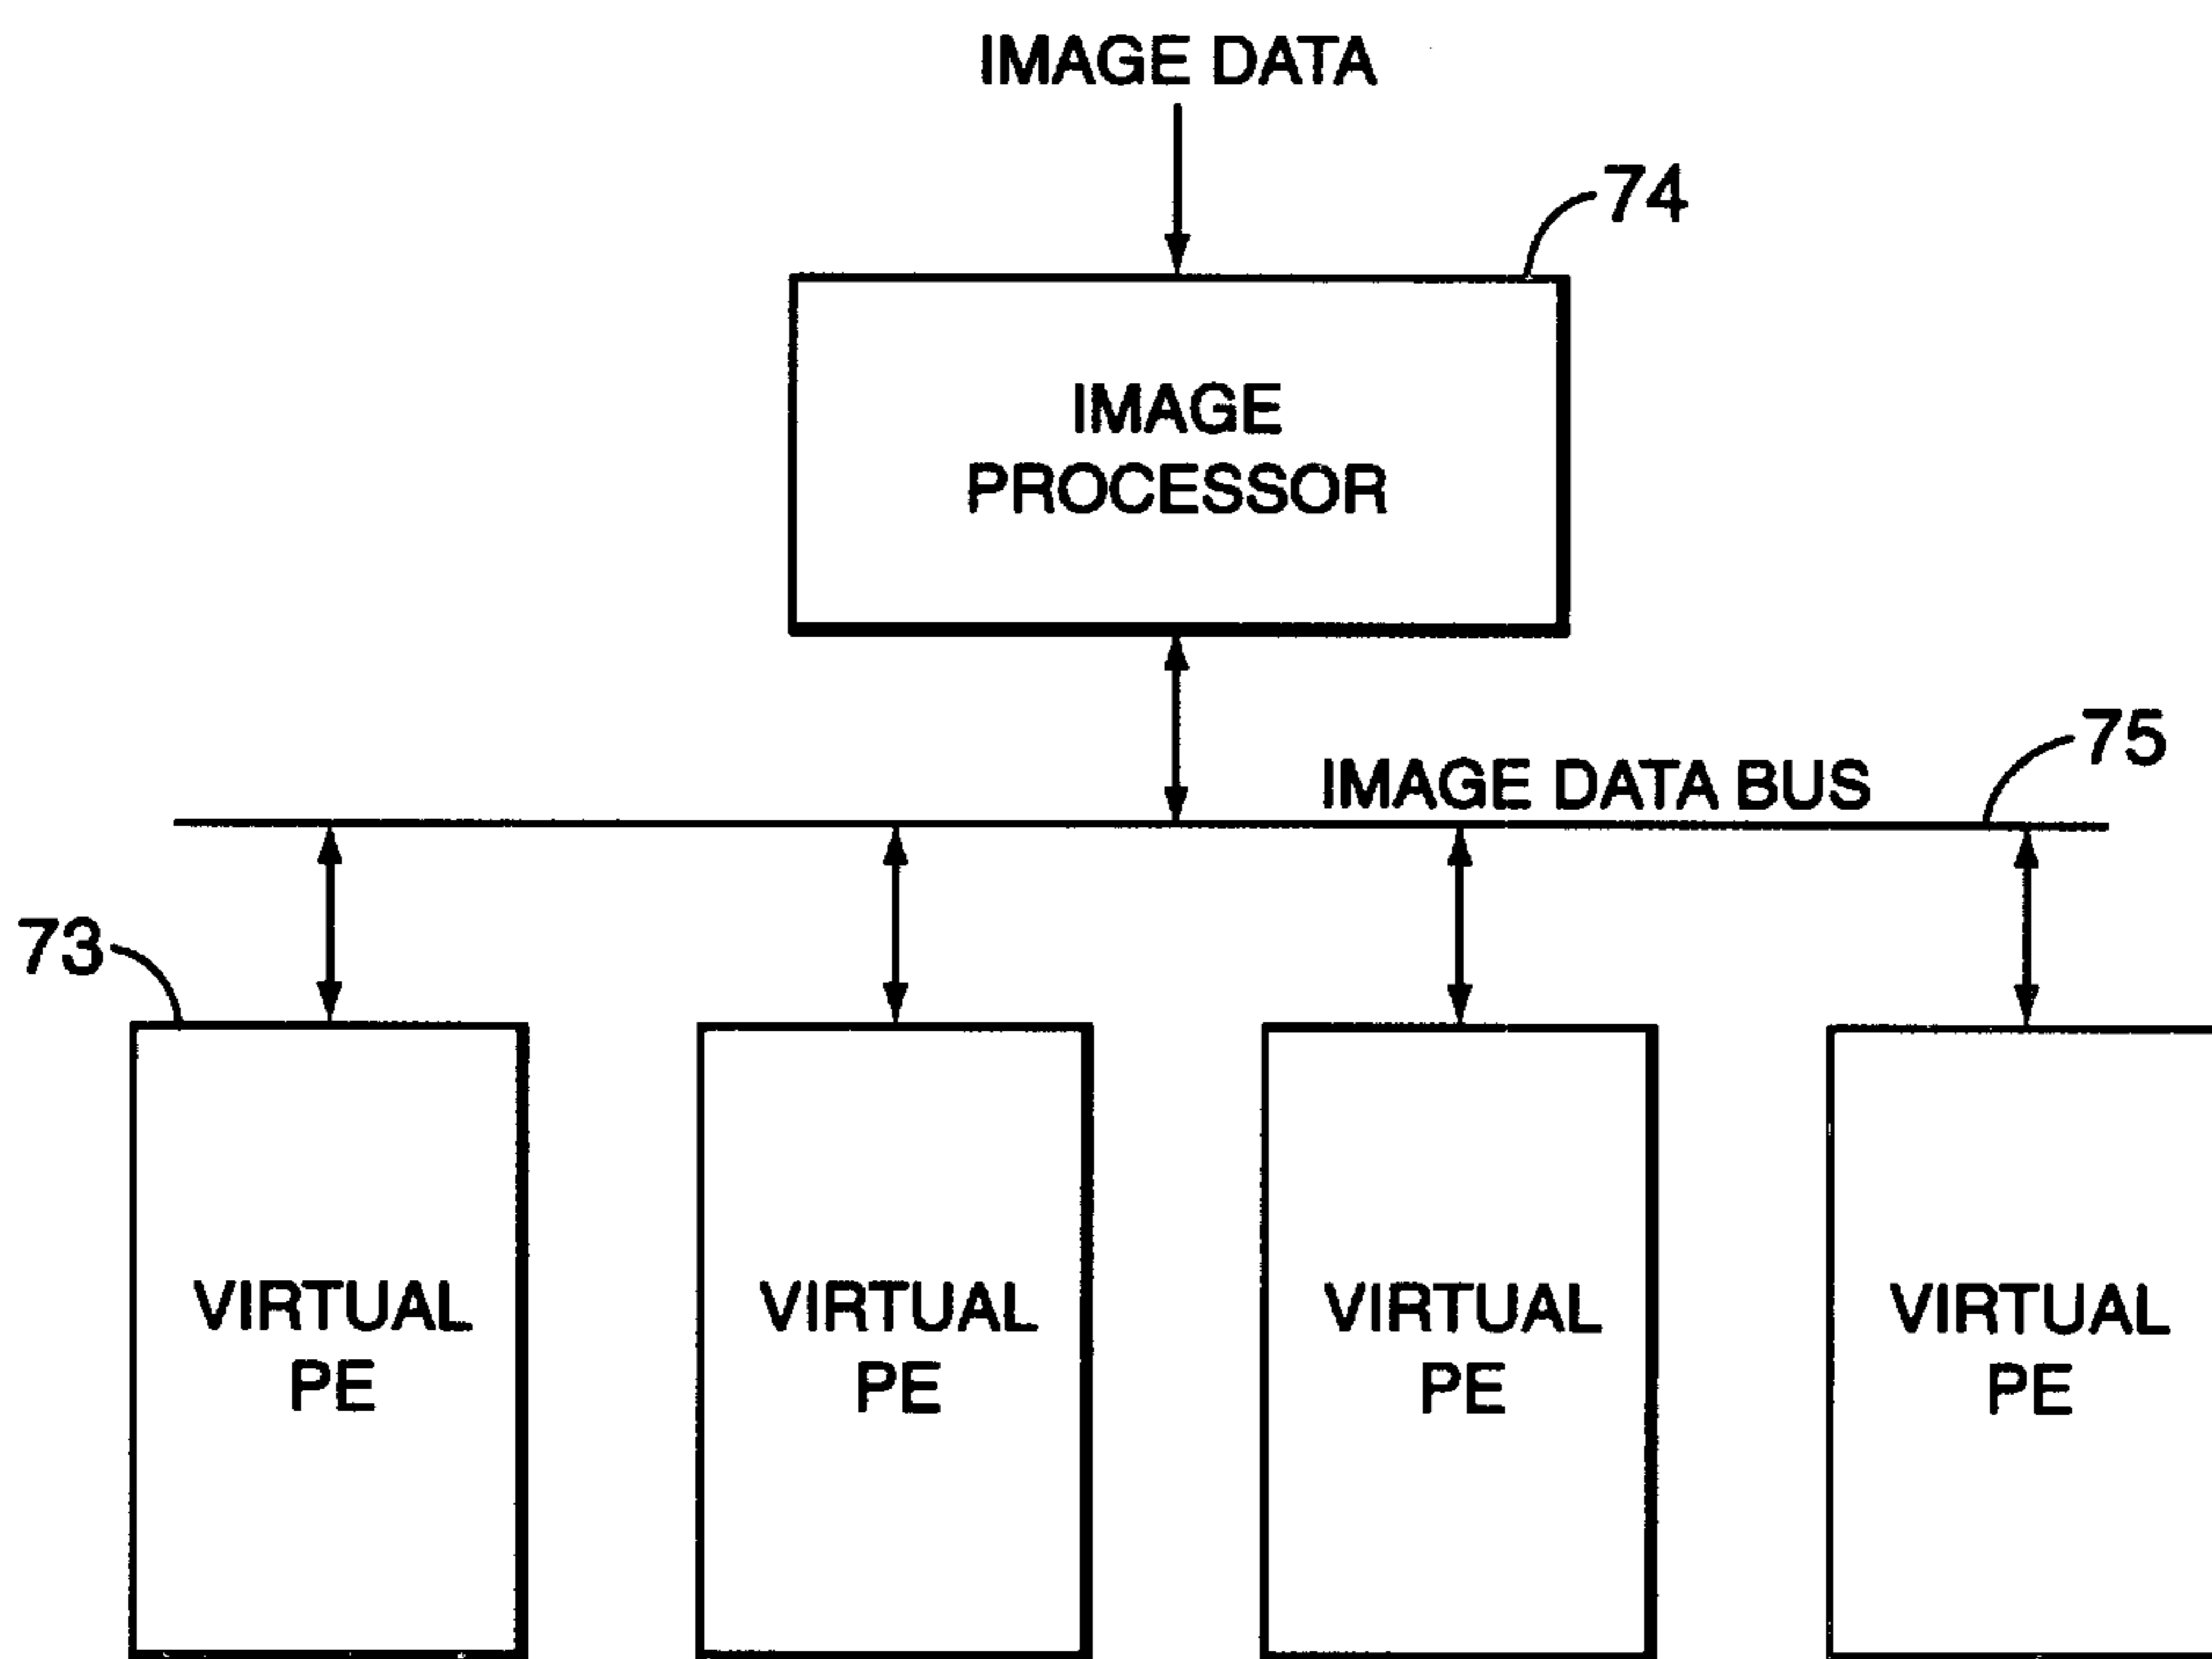 IMAGE DATA
74
IMAGE
PROCESSOR
75
IMAGE DATA BUS
73
VIRTUAL
PE
VIRTUAL
PE
VIRTUAL
PE
VIRTUAL
PE